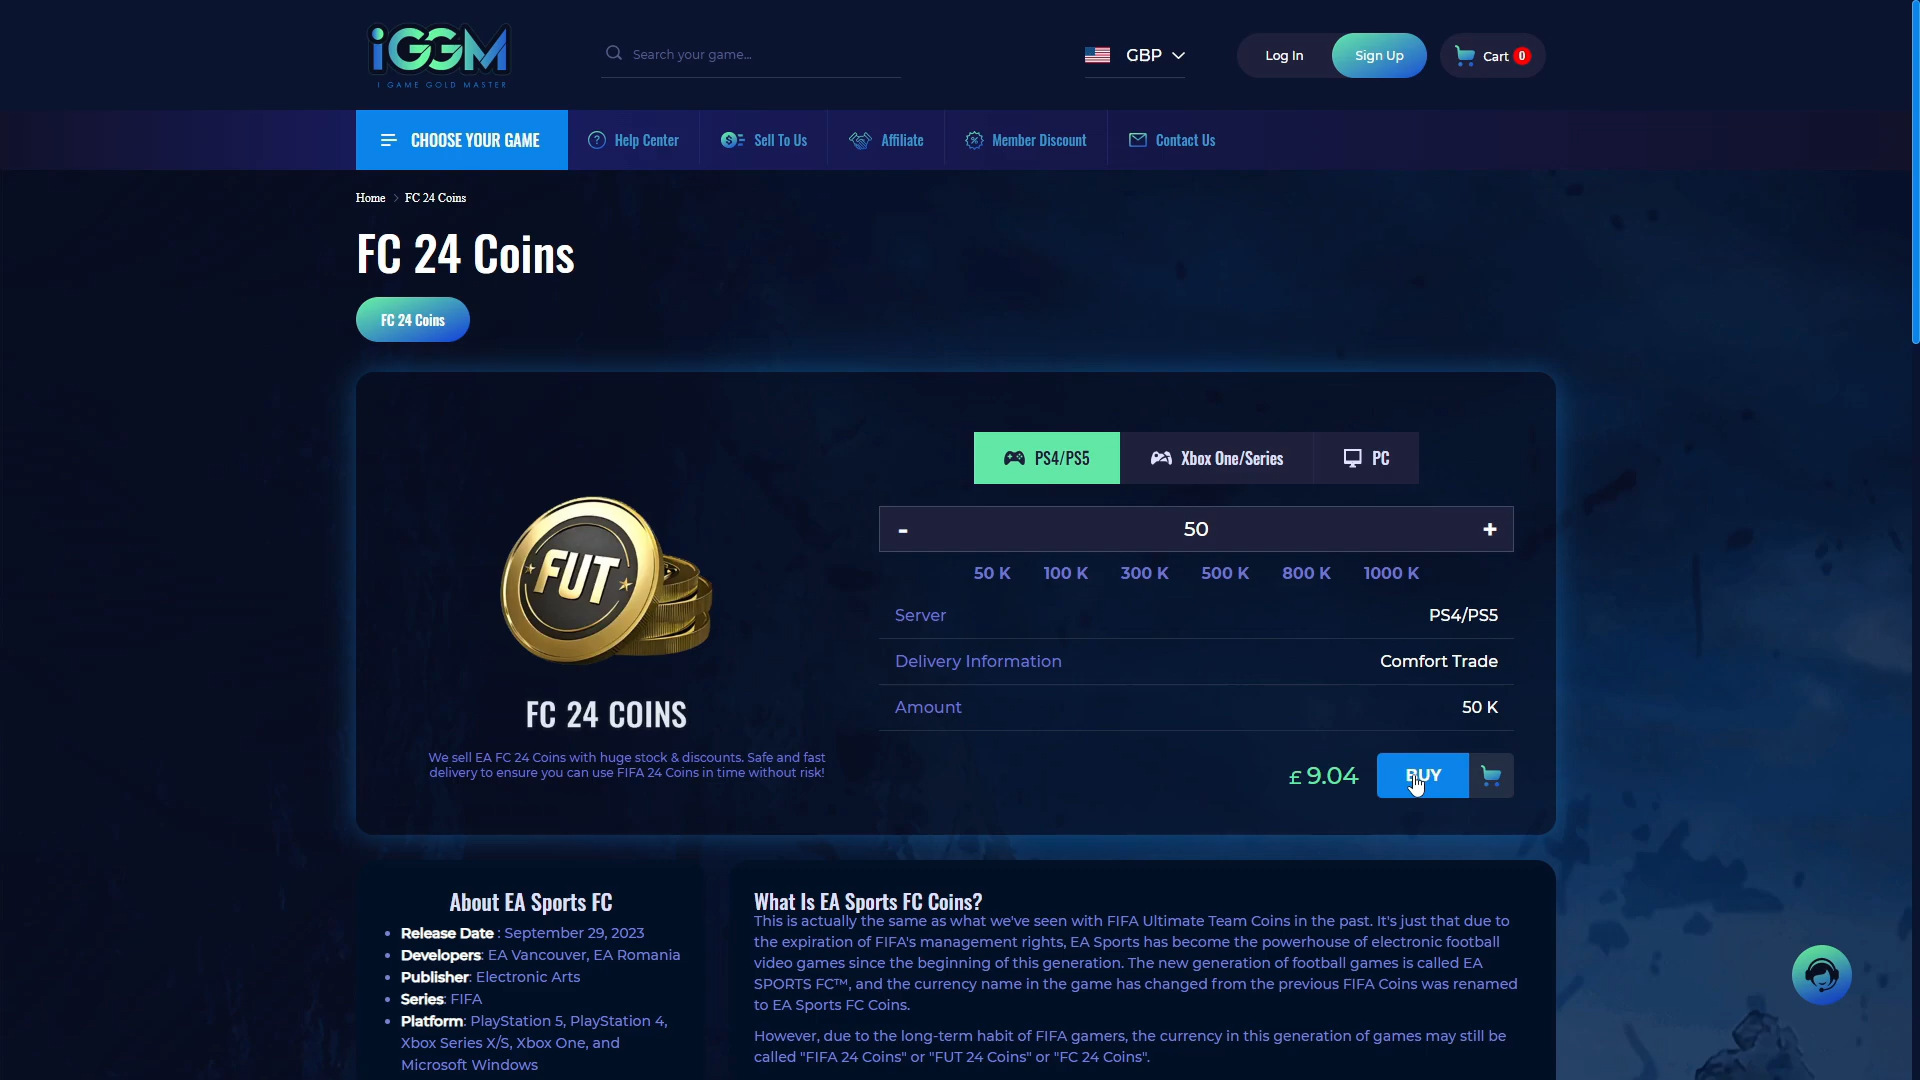 iGGM
I GAME GOLD MASTER
Search your game...
GBP
Log In
Sign Up
Cart 0
CHOOSE YOUR GAME
Help Center
Sell To Us
Affiliate
Member Discount
Contact Us
Home > FC 24 Coins
FC 24 Coins
FC 24 Coins
PS4/PS5
Xbox One/Series
PC
- 50 +
50 K 100 K 300 K 500 K 800 K 1000 K
Server PS4/PS5
Delivery Information Comfort Trade
Amount 50 K
£ 9.04
BUY
FUT
FC 24 COINS
We sell EA FC 24 Coins with huge stock & discounts. Safe and fast
delivery to ensure you can use FIFA 24 Coins in time without risk!
About EA Sports FC
• Release Date : September 29, 2023
• Developers: EA Vancouver, EA Romania
• Publisher: Electronic Arts
• Series: FIFA
• Platform: PlayStation 5, PlayStation 4,
Xbox Series X/S, Xbox One, and
Microsoft Windows
What Is EA Sports FC Coins?
This is actually the same as what we've seen with FIFA Ultimate Team Coins in the past. It's just that due to
the expiration of FIFA's management rights, EA Sports has become the powerhouse of electronic football
video games since the beginning of this generation. The new generation of football games is called EA
SPORTS FC™, and the currency name in the game has changed from the previous FIFA Coins was renamed
to EA Sports FC Coins.
However, due to the long-term habit of FIFA gamers, the currency in this generation of games may still be
called "FIFA 24 Coins" or "FUT 24 Coins" or "FC 24 Coins".